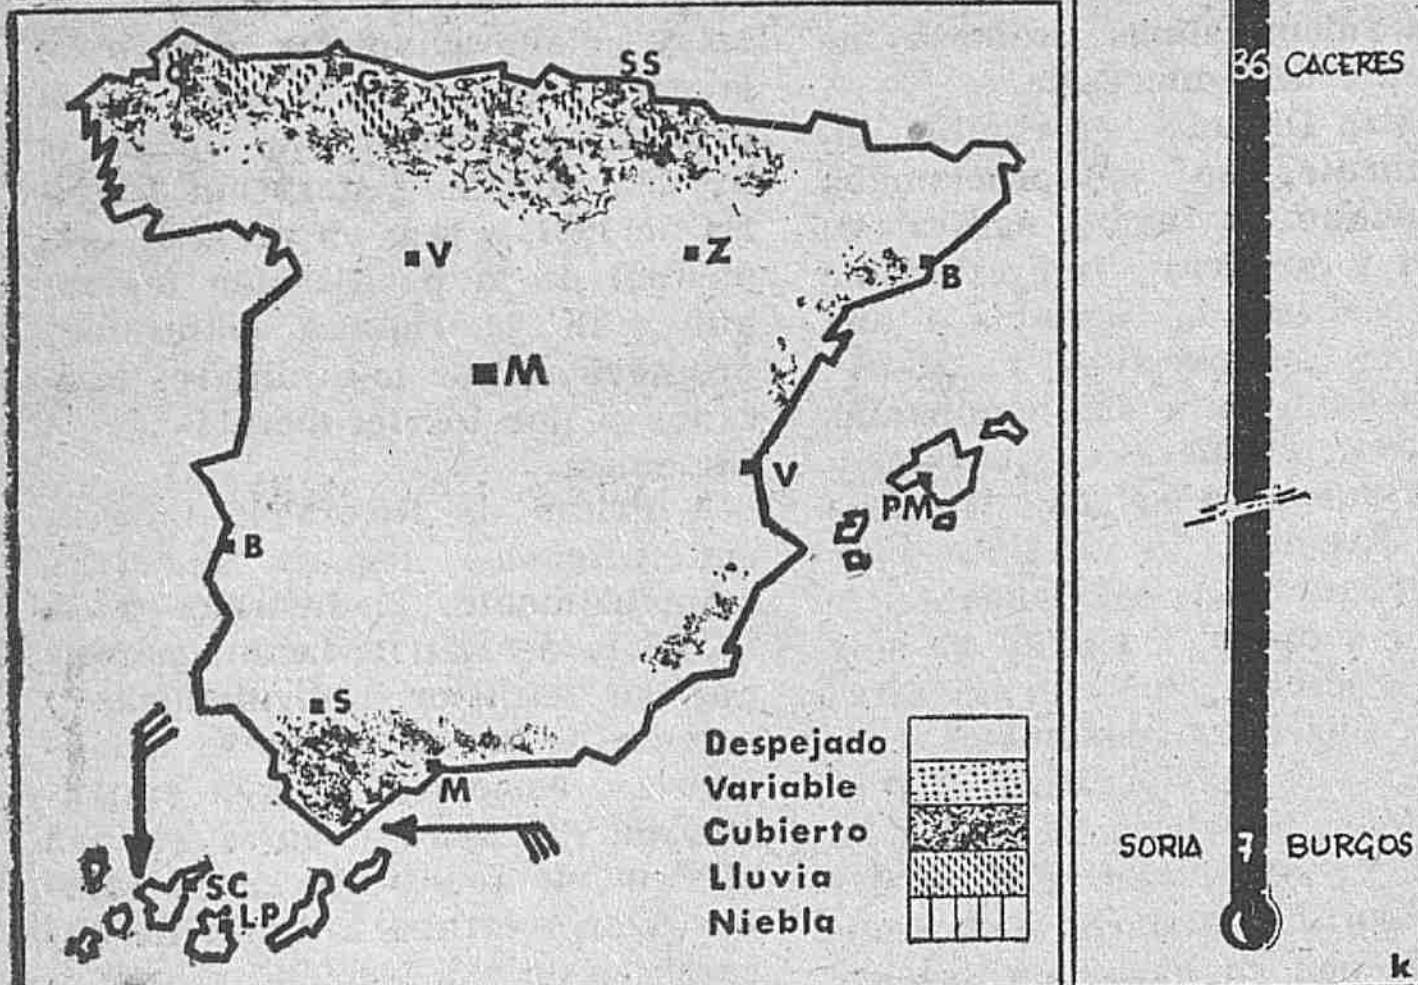 SS
G
V
Z
B
M
V
PM
B
S
M
SC
LP
Despejado
Variable
Cubierto
Lluvia
Niebla
36 CACERES
SORIA 7 BURGOS
k